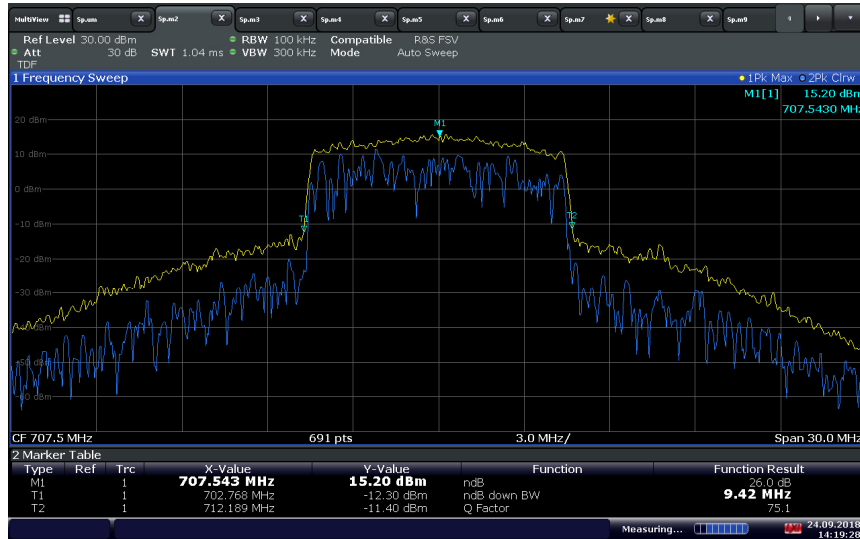 MultiView Sp.um X Sp.m2 X Sp.m3 X Sp.m4 X Sp.m5 X Sp.m6 X Sp.m7 X Sp.m8 X Sp.m9
Ref Level 30.00 dBm RBW 100 kHz Compatible R&S FSV
Att 30 dB SWT 1.04 ms VBW 300 kHz Mode Auto Sweep
TDF
1 Frequency Sweep 1Pk Max 2Pk Clrw
M1[1] 15.20 dBm
707.5430 MHz
20 dBm
M1
10 dBm
0 dBm
T1 T2
-10 dBm
-20 dBm
-30 dBm
-40 dBm
-50 dBm
-60 dBm
CF 707.5 MHz 691 pts 3.0 MHz/ Span 30.0 MHz
2 Marker Table
Type Ref Trc X-Value Y-Value Function Function Result
M1 1 707.543 MHz 15.20 dBm ndB 26.0 dB
T1 1 702.768 MHz -12.30 dBm ndB down BW 9.42 MHz
T2 1 712.189 MHz -11.40 dBm Q Factor 75.1
Measuring... 24.09.2018
14:19:28